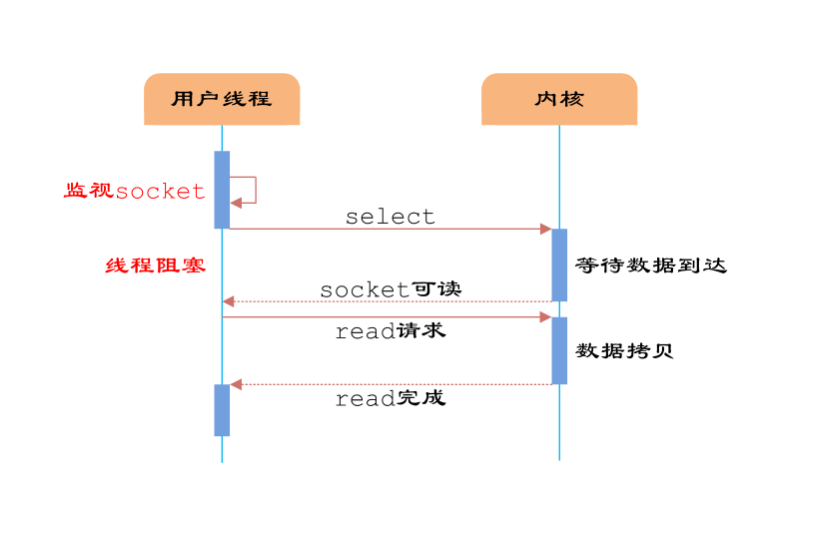 用户线程
内核
监视socket
select
线程阻塞
等待数据到达
socket可读
read请求
数据拷贝
read完成